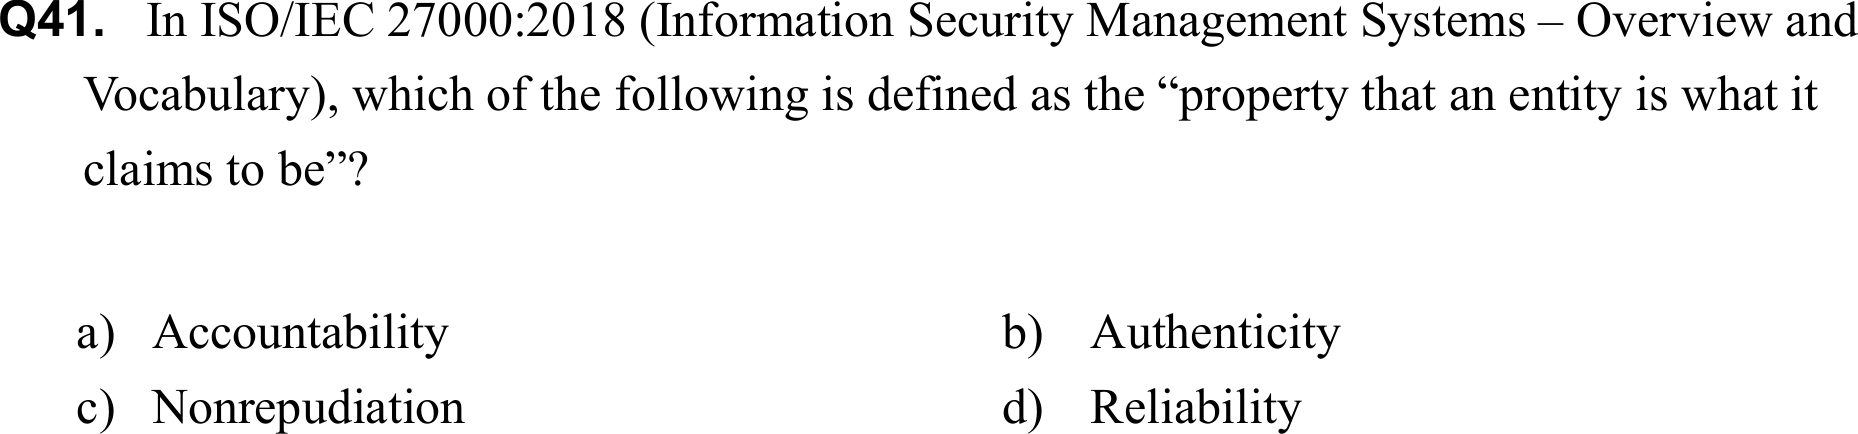 Q41. In ISO/IEC 27000:2018 (Information Security Management Systems – Overview and
Vocabulary), which of the following is defined as the “property that an entity is what it
claims to be”?
a) Accountability b) Authenticity
c) Nonrepudiation d) Reliability